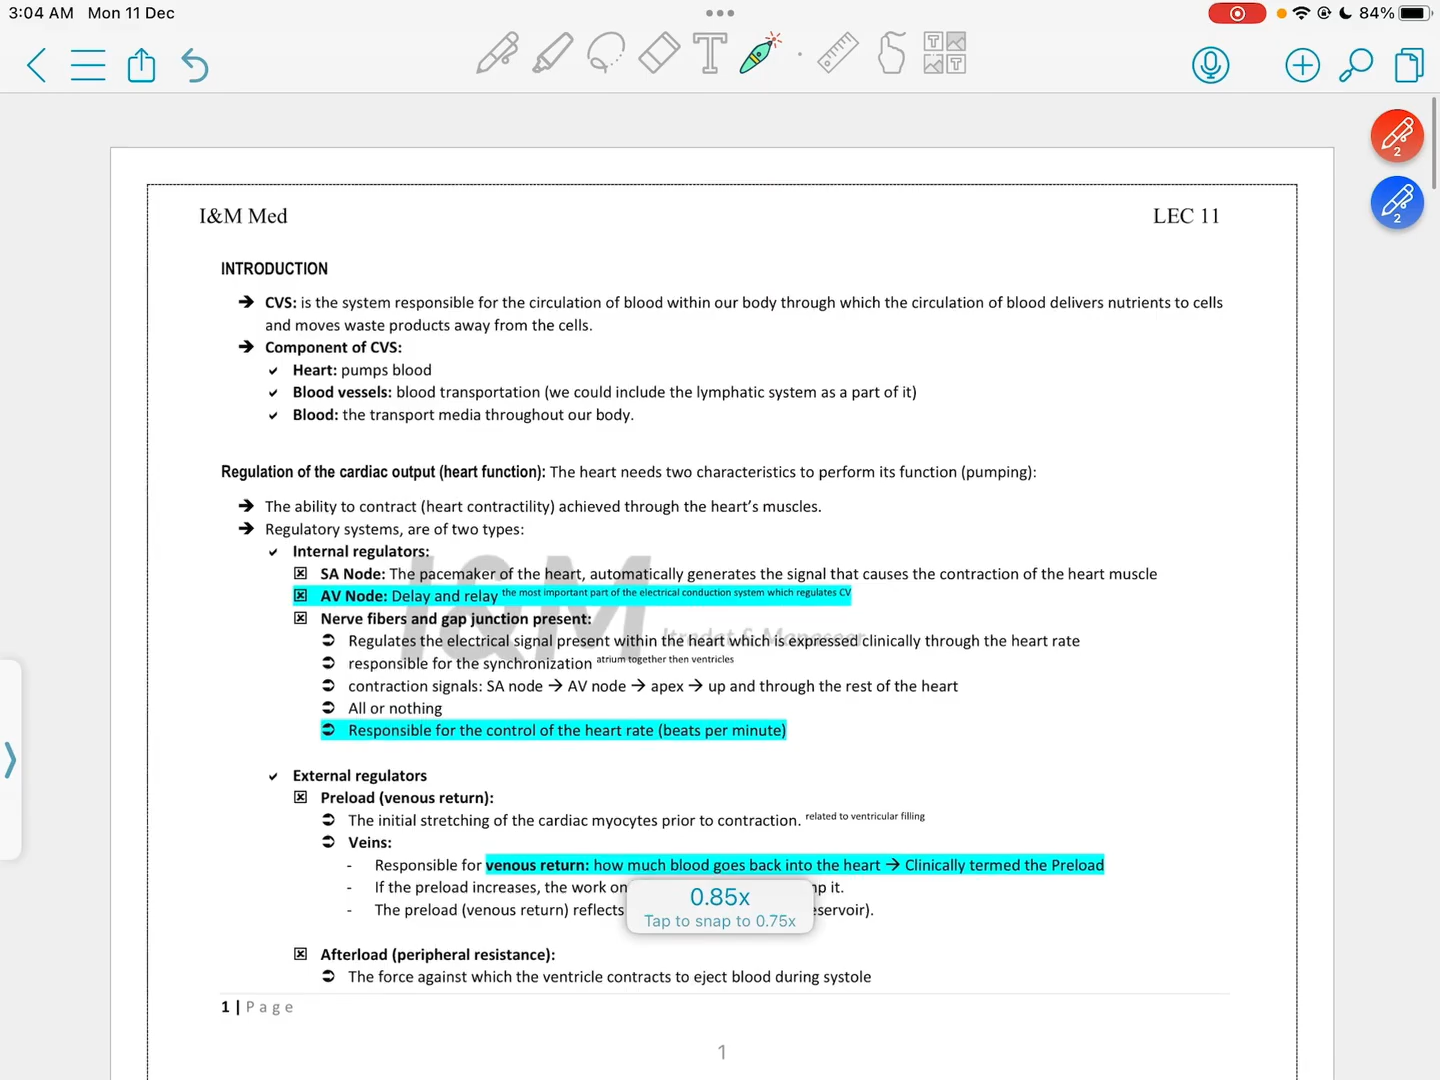 3:04 AM Mon 11 Dec
84%
2
2
I&M Med LEC 11
INTRODUCTION
➔ CVS: is the system responsible for the circulation of blood within our body through which the circulation of blood delivers nutrients to cells
and moves waste products away from the cells.
➔ Component of CVS:
✓ Heart: pumps blood
✓ Blood vessels: blood transportation (we could include the lymphatic system as a part of it)
✓ Blood: the transport media throughout our body.
Regulation of the cardiac output (heart function): The heart needs two characteristics to perform its function (pumping):
➔ The ability to contract (heart contractility) achieved through the heart’s muscles.
➔ Regulatory systems, are of two types:
✓ Internal regulators:
☒ SA Node: The pacemaker of the heart, automatically generates the signal that causes the contraction of the heart muscle
☒ AV Node: Delay and relay the most important part of the electrical conduction system which regulates CV
☒ Nerve fibers and gap junction present:
➲ Regulates the electrical signal present within the heart which is expressed clinically through the heart rate
➲ responsible for the synchronization atrium together then ventricles
➲ contraction signals: SA node → AV node → apex → up and through the rest of the heart
➲ All or nothing
➲ Responsible for the control of the heart rate (beats per minute)
I&M
✓ External regulators
☒ Preload (venous return):
➲ The initial stretching of the cardiac myocytes prior to contraction. related to ventricular filling
➲ Veins:
- Responsible for venous return: how much blood goes back into the heart → Clinically termed the Preload
- If the preload increases, the work on it.
- The preload (venous return) reflects
0.85x
Tap to snap to 0.75x
☒ Afterload (peripheral resistance):
➲ The force against which the ventricle contracts to eject blood during systole
1 | Page
1